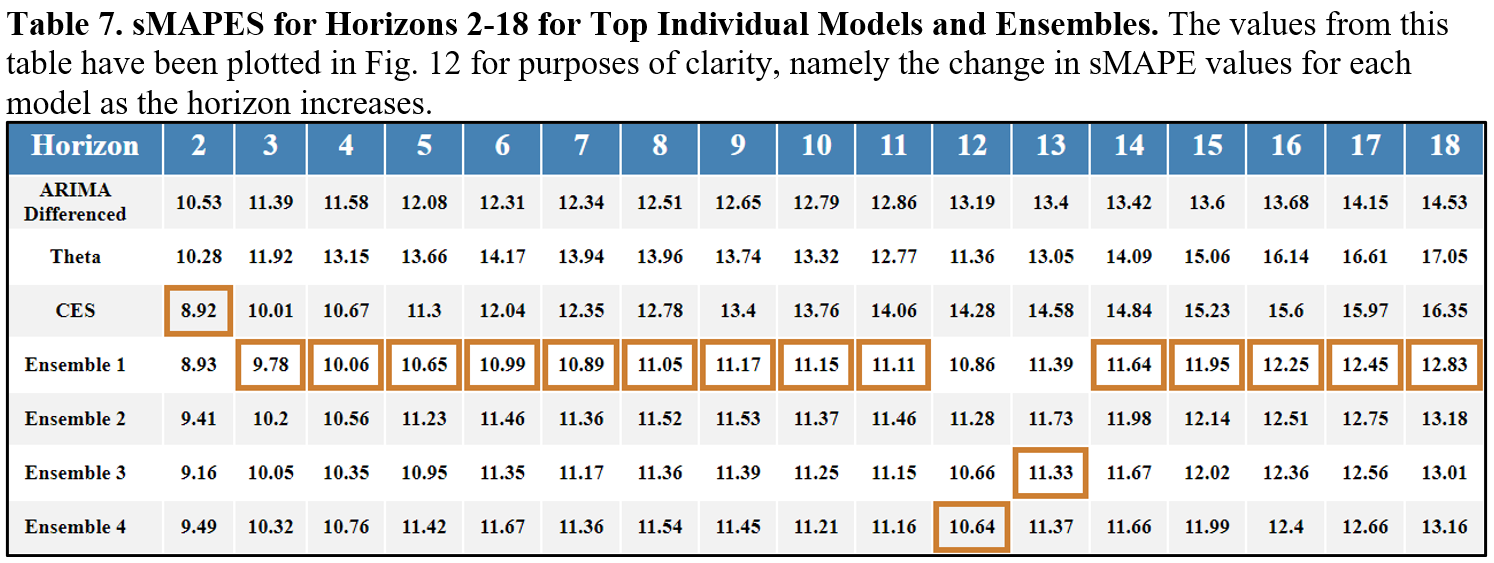 Table 7. sMAPES for Horizons 2-18 for Top Individual Models and Ensembles. The values from this
table have been plotted in Fig. 12 for purposes of clarity, namely the change in sMAPE values for each
model as the horizon increases.
Horizon 2 3 4 5 6 7 8 9 10 11 12 13 14 15 16 17 18
ARIMA
Differenced 10.53 11.39 11.58 12.08 12.31 12.34 12.51 12.65 12.79 12.86 13.19 13.4 13.42 13.6 13.68 14.15 14.53
Theta 10.28 11.92 13.15 13.66 14.17 13.94 13.96 13.74 13.32 12.77 11.36 13.05 14.09 15.06 16.14 16.61 17.05
CES 8.92 10.01 10.67 11.3 12.04 12.35 12.78 13.4 13.76 14.06 14.28 14.58 14.84 15.23 15.6 15.97 16.35
Ensemble 1 8.93 9.78 10.06 10.65 10.99 10.89 11.05 11.17 11.15 11.11 10.86 11.39 11.64 11.95 12.25 12.45 12.83
Ensemble 2 9.41 10.2 10.56 11.23 11.46 11.36 11.52 11.53 11.37 11.46 11.28 11.73 11.98 12.14 12.51 12.75 13.18
Ensemble 3 9.16 10.05 10.35 10.95 11.35 11.17 11.36 11.39 11.25 11.15 10.66 11.33 11.67 12.02 12.36 12.56 13.01
Ensemble 4 9.49 10.32 10.76 11.42 11.67 11.36 11.54 11.45 11.21 11.16 10.64 11.37 11.66 11.99 12.4 12.66 13.16